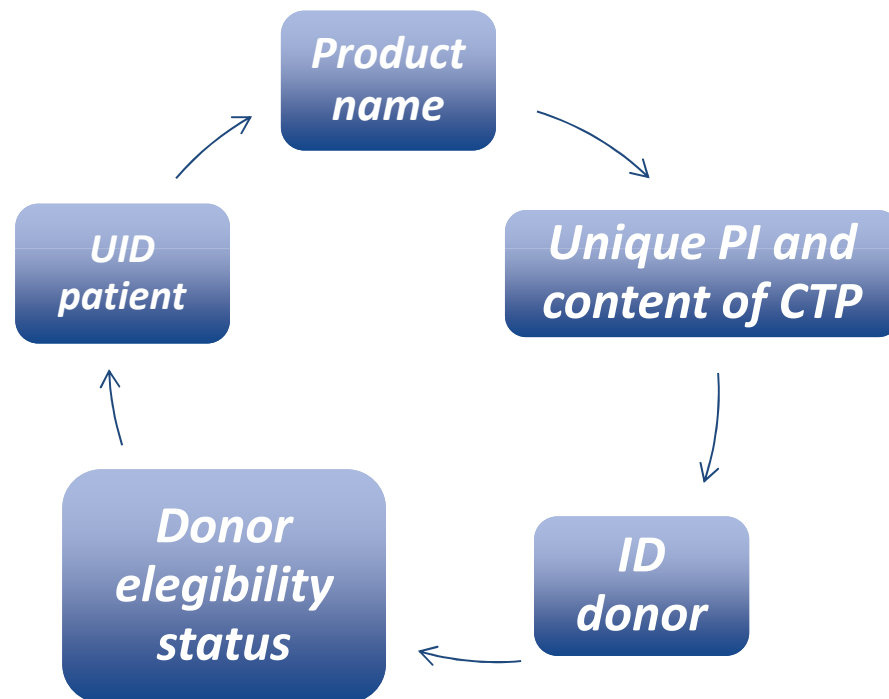 Product
name
Unique PI and
content of CTP
ID
donor
Donor
elegibility
status
UID
patient